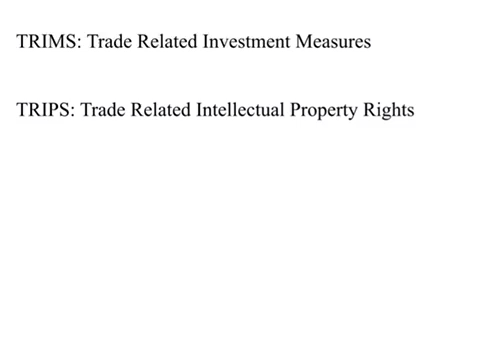 TRIMS: Trade Related Investment Measures
TRIPS: Trade Related Intellectual Property Rights